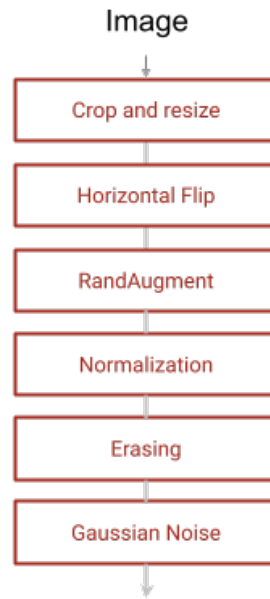 Image
Crop and resize
Horizontal Flip
RandAugment
Normalization
Erasing
Gaussian Noise